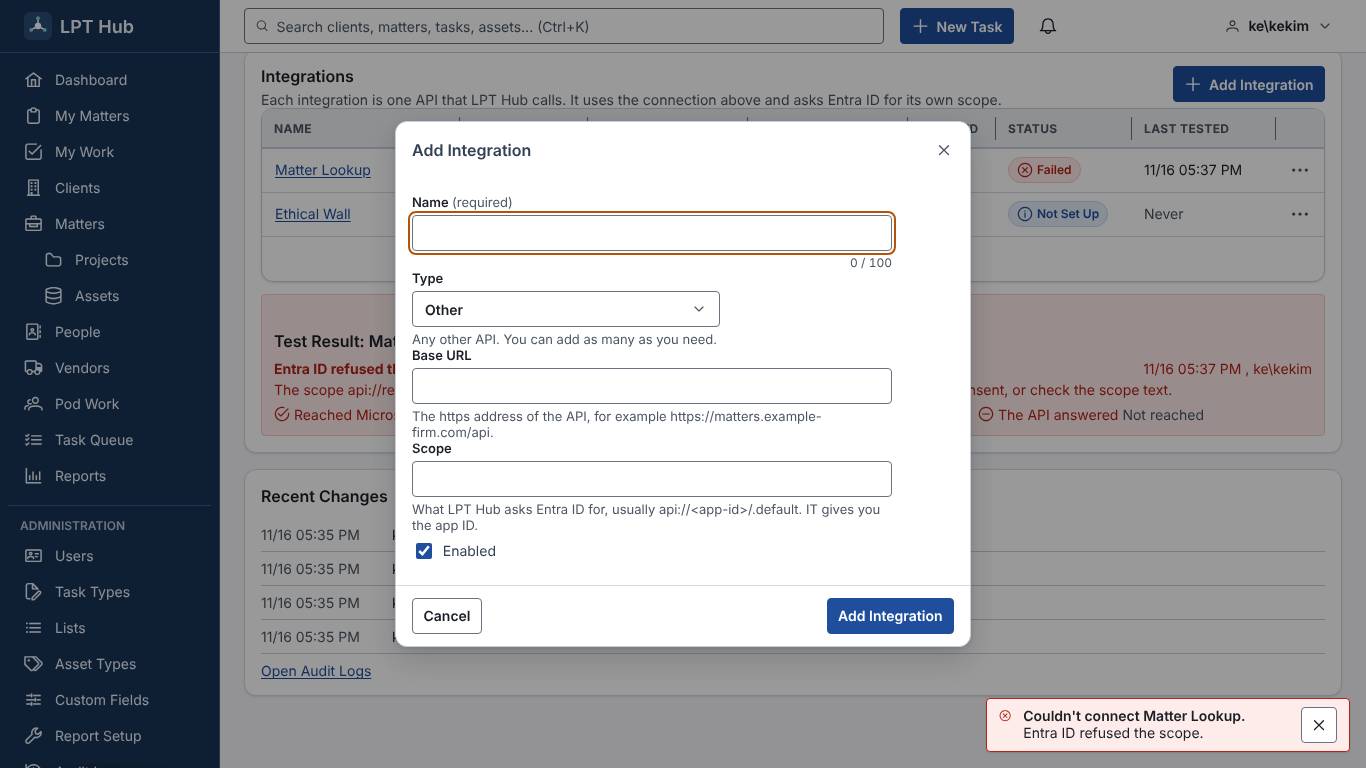 LPT Hub
Search clients, matters, tasks, assets... (Ctrl+K)
New Task
ke\kekim
Dashboard
My Matters
My Work
Clients
Matters
Projects
Assets
People
Vendors
Pod Work
Task Queue
Reports
ADMINISTRATION
Users
Task Types
Lists
Asset Types
Custom Fields
Report Setup
Integrations
Each integration is one API that LPT Hub calls. It uses the connection above and asks Entra ID for its own scope.
Add Integration
NAME STATUS LAST TESTED
Matter Lookup Failed 11/16 05:37 PM
Ethical Wall Not Set Up Never
Test Result:
Entra ID refused
11/16 05:37 PM , ke\kekim
The scope
or check the scope text.
Reached
The API answered Not reached
Recent Changes
11/16 05:35 PM
11/16 05:35 PM
11/16 05:35 PM
11/16 05:35 PM
Open Audit Logs
Add Integration
Name (required)
0 / 100
Type
Other
Any other API. You can add as many as you need.
Base URL
The https address of the API, for example https://matters.example-
firm.com/api.
Scope
What LPT Hub asks Entra ID for, usually api://<app-id>/.default. IT gives you
the app ID.
Enabled
Cancel
Add Integration
Couldn't connect Matter Lookup.
Entra ID refused the scope.